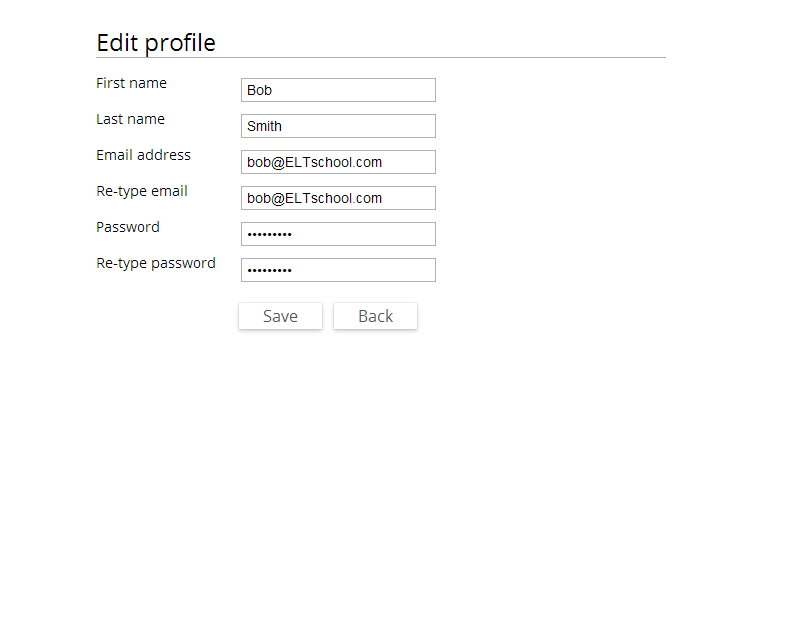 Edit profile
First name Bob
Last name Smith
Email address bob@ELTschool.com
Re-type email bob@ELTschool.com
Password •••••••••
Re-type password •••••••••
Save Back